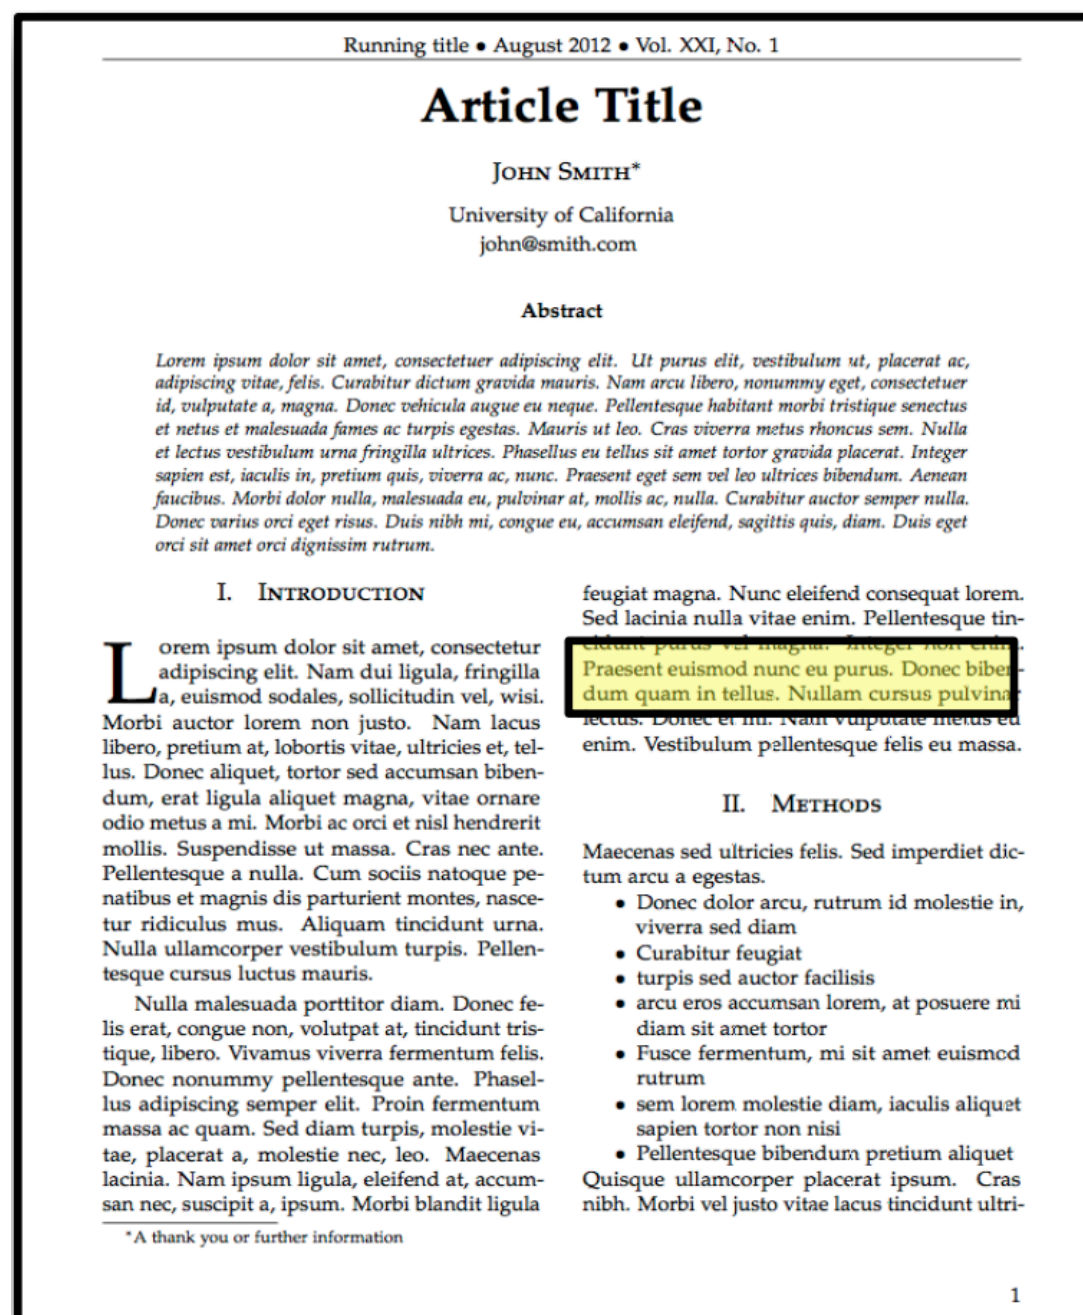 Running title • August 2012 • Vol. XXI, No. 1
Article Title
John Smith*
University of California
john@smith.com
Abstract
Lorem ipsum dolor sit amet, consectetuer adipiscing elit. Ut purus elit, vestibulum ut, placerat ac,
adipiscing vitae, felis. Curabitur dictum gravida mauris. Nam arcu libero, nonummy eget, consectetuer
id, vulputate a, magna. Donec vehicula augue eu neque. Pellentesque habitant morbi tristique senectus
et netus et malesuada fames ac turpis egestas. Mauris ut leo. Cras viverra metus rhoncus sem. Nulla
et lectus vestibulum urna fringilla ultrices. Phasellus eu tellus sit amet tortor gravida placerat. Integer
sapien est, iaculis in, pretium quis, viverra ac, nunc. Praesent eget sem vel leo ultrices bibendum. Aenean
faucibus. Morbi dolor nulla, malesuada eu, pulvinar at, mollis ac, nulla. Curabitur auctor semper nulla.
Donec varius orci eget risus. Duis nibh mi, congue eu, accumsan eleifend, sagittis quis, diam. Duis eget
orci sit amet orci dignissim rutrum.
I. Introduction
Lorem ipsum dolor sit amet, consectetur
adipiscing elit. Nam dui ligula, fringilla
a, euismod sodales, sollicitudin vel, wisi.
Morbi auctor lorem non justo. Nam lacus
libero, pretium at, lobortis vitae, ultricies et, tel-
lus. Donec aliquet, tortor sed accumsan biben-
dum, erat ligula aliquet magna, vitae ornare
odio metus a mi. Morbi ac orci et nisl hendrerit
mollis. Suspendisse ut massa. Cras nec ante.
Pellentesque a nulla. Cum sociis natoque pe-
natibus et magnis dis parturient montes, nasce-
tur ridiculus mus. Aliquam tincidunt urna.
Nulla ullamcorper vestibulum turpis. Pellen-
tesque cursus luctus mauris.
Nulla malesuada porttitor diam. Donec fe-
lis erat, congue non, volutpat at, tincidunt tris-
tique, libero. Vivamus viverra fermentum felis.
Donec nonummy pellentesque ante. Phasel-
lus adipiscing semper elit. Proin fermentum
massa ac quam. Sed diam turpis, molestie vi-
tae, placerat a, molestie nec, leo. Maecenas
lacinia. Nam ipsum ligula, eleifend at, accum-
san nec, suscipit a, ipsum. Morbi blandit ligula
feugiat magna. Nunc eleifend consequat lorem.
Sed lacinia nulla vitae enim. Pellentesque tin-
cidunt purus vel magna. Integer non enim.
Praesent euismod nunc eu purus. Donec biben-
dum quam in tellus. Nullam cursus pulvinar
lectus. Donec et mi. Nam vulputate metus eu
enim. Vestibulum pellentesque felis eu massa.
II. Methods
Maecenas sed ultricies felis. Sed imperdiet dic-
tum arcu a egestas.
• Donec dolor arcu, rutrum id molestie in,
viverra sed diam
• Curabitur feugiat
• turpis sed auctor facilisis
• arcu eros accumsan lorem, at posuere mi
diam sit amet tortor
• Fusce fermentum, mi sit amet euismod
rutrum
• sem lorem molestie diam, iaculis aliquet
sapien tortor non nisi
• Pellentesque bibendum pretium aliquet
Quisque ullamcorper placerat ipsum. Cras
nibh. Morbi vel justo vitae lacus tincidunt ultri-
*A thank you or further information
1